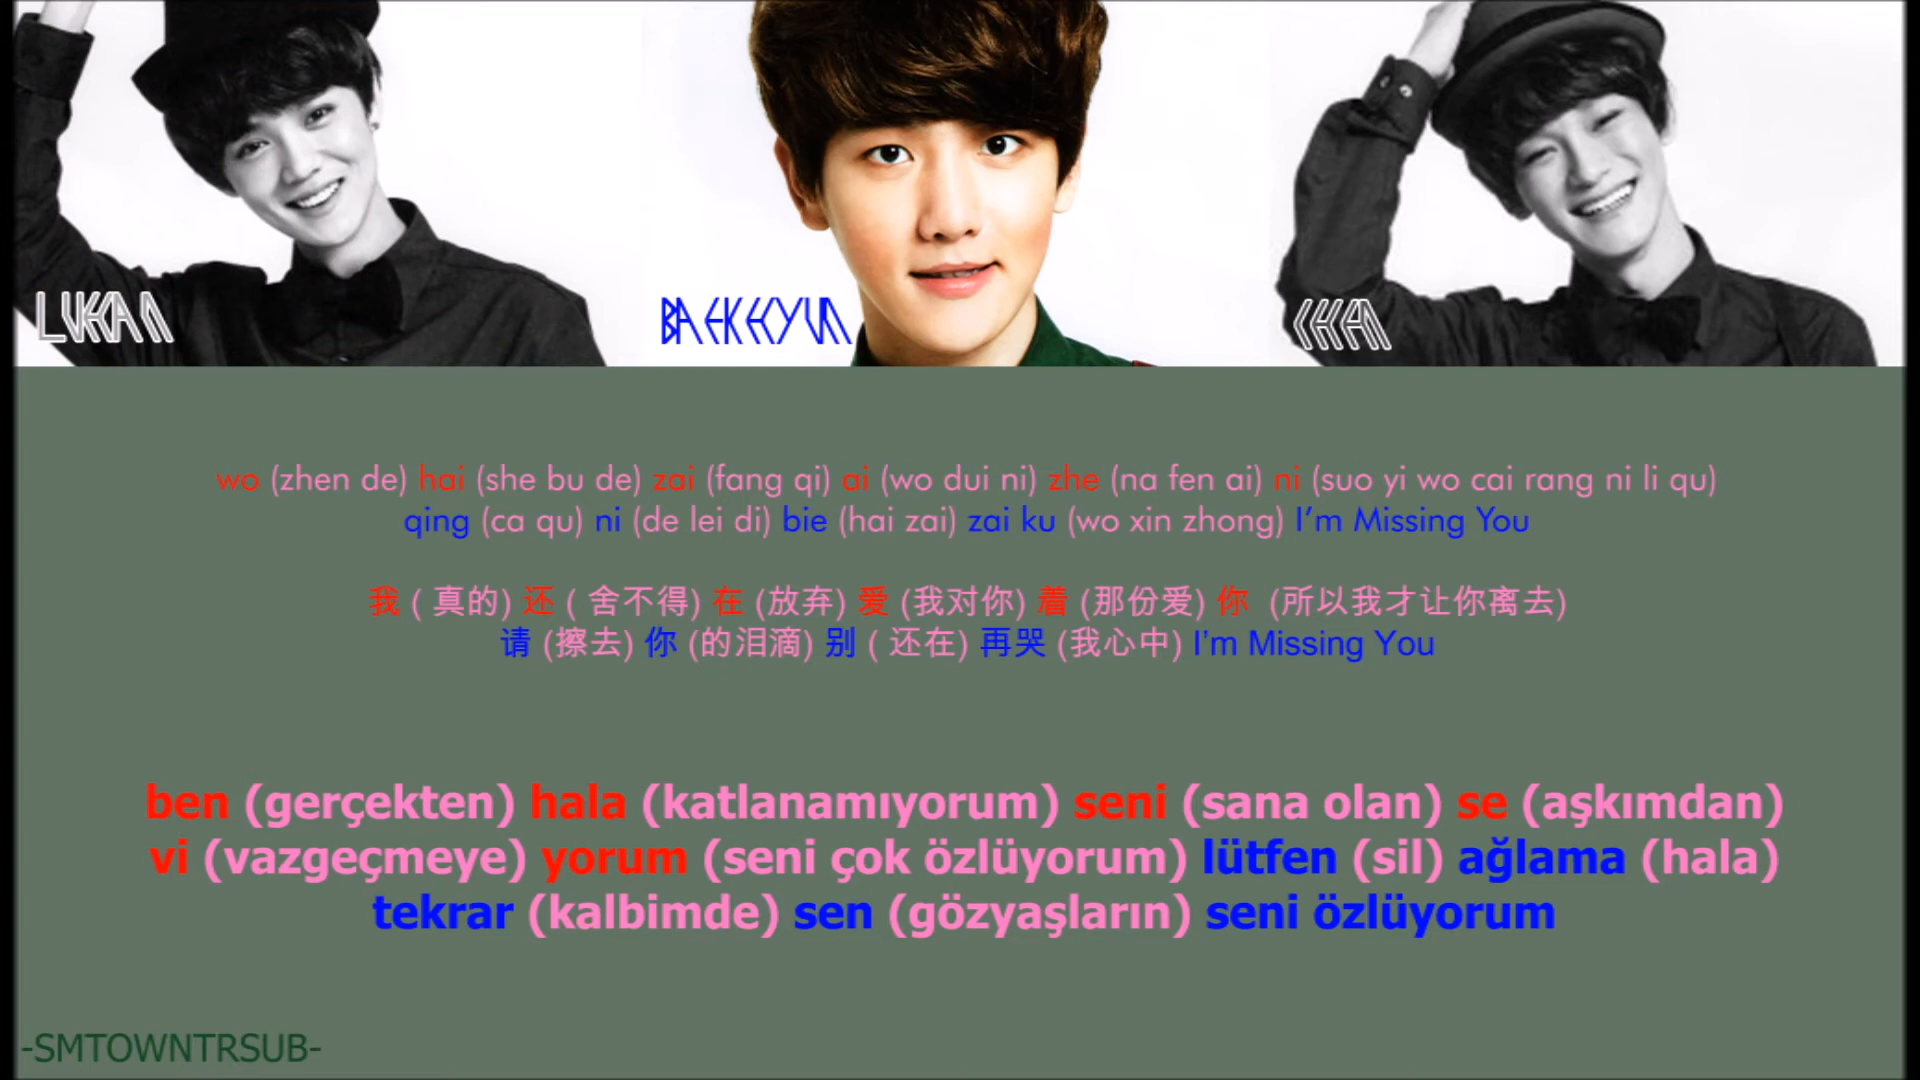 LUHAN
BAEKHYUN
CHEN
wo (zhen de) hai (she bu de) zai (fang qi) ai (wo dui ni) zhe (na fen ai) ni (suo yi wo cai rang ni li qu)
qing (ca qu) ni (de lei di) bie (hai zai) zai ku (wo xin zhong) I'm Missing You
我 ( 真的) 还 ( 舍不得) 在 (放弃) 爱 (我对你) 着 (那份爱) 你 (所以我才让你离去)
请 (擦去) 你 (的泪滴) 别 ( 还在) 再哭 (我心中) I'm Missing You
ben (gerçekten) hala (katlanamıyorum) seni (sana olan) se (aşkımdan)
vi (vazgeçmeye) yorum (seni çok özlüyorum) lütfen (sil) ağlama (hala)
tekrar (kalbimde) sen (gözyaşların) seni özlüyorum
-SMTOWNTRSUB-